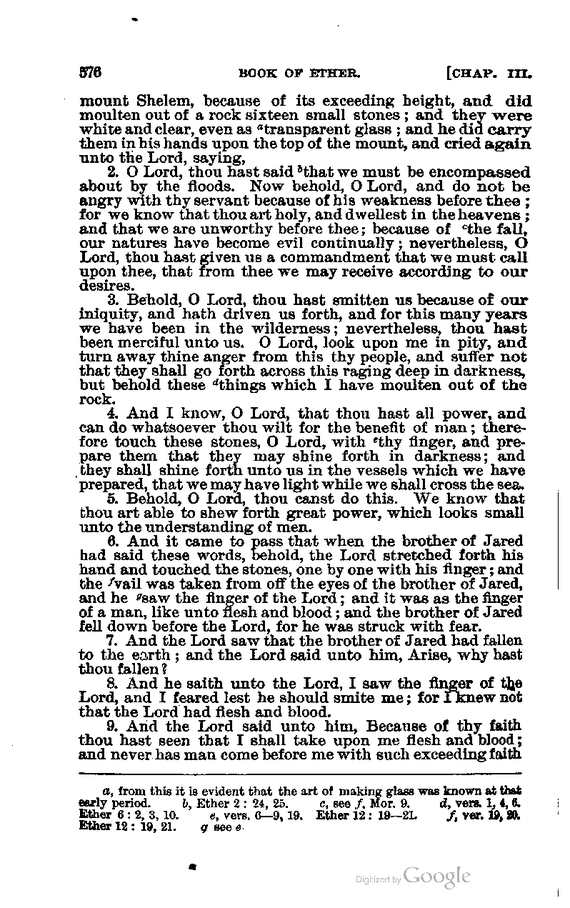 576 BOOK OF ETHER. [CHAP. III.
mount Shelem, because of its exceeding height, and did
moulten out of a rock sixteen small stones; and they were
white and clear, even as ᵃtransparent glass; and he did carry
them in his hands upon the top of the mount, and cried again
unto the Lord, saying,
2. O Lord, thou hast said ᵇthat we must be encompassed
about by the floods. Now behold, O Lord, and do not be
angry with thy servant because of his weakness before thee;
for we know that thou art holy, and dwellest in the heavens;
and that we are unworthy before thee; because of ᶜthe fall,
our natures have become evil continually; nevertheless, O
Lord, thou hast given us a commandment that we must call
upon thee, that from thee we may receive according to our
desires.
3. Behold, O Lord, thou hast smitten us because of our
iniquity, and hath driven us forth, and for this many years
we have been in the wilderness; nevertheless, thou hast
been merciful unto us. O Lord, look upon me in pity, and
turn away thine anger from this thy people, and suffer not
that they shall go forth across this raging deep in darkness,
but behold these ᵈthings which I have moulten out of the
rock.
4. And I know, O Lord, that thou hast all power, and
can do whatsoever thou wilt for the benefit of man; there-
fore touch these stones, O Lord, with ᵉthy finger, and pre-
pare them that they may shine forth in darkness; and
they shall shine forth unto us in the vessels which we have
prepared, that we may have light while we shall cross the sea.
5. Behold, O Lord, thou canst do this. We know that
thou art able to shew forth great power, which looks small
unto the understanding of men.
6. And it came to pass that when the brother of Jared
had said these words, behold, the Lord stretched forth his
hand and touched the stones, one by one with his finger; and
the ᶠvail was taken from off the eyes of the brother of Jared,
and he ᵍsaw the finger of the Lord; and it was as the finger
of a man, like unto flesh and blood; and the brother of Jared
fell down before the Lord, for he was struck with fear.
7. And the Lord saw that the brother of Jared had fallen
to the earth; and the Lord said unto him, Arise, why hast
thou fallen?
8. And he saith unto the Lord, I saw the finger of the
Lord, and I feared lest he should smite me; for I knew not
that the Lord had flesh and blood.
9. And the Lord said unto him, Because of thy faith
thou hast seen that I shall take upon me flesh and blood;
and never has man come before me with such exceeding faith
a, from this it is evident that the art of making glass was known at that
early period. b, Ether 2: 24, 25. c, see f, Mor. 9. d, vers. 1, 4, 6.
Ether 6: 2, 3, 10. e, vers. 6—9, 19. Ether 12: 19—21. f, ver. 19, 20.
Ether 12: 19, 21. g see e.
Digitized by Google